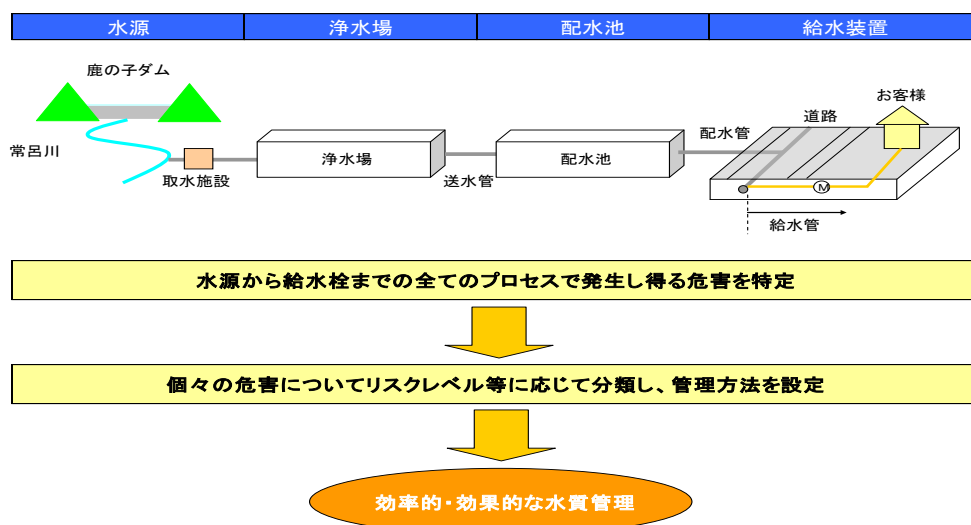 水源
浄水場
配水池
給水装置
鹿の子ダム
お客様
道路
配水管
常呂川
浄水場
配水池
取水施設
送水管
M
給水管
水源から給水栓までの全てのプロセスで発生し得る危害を特定
個々の危害についてリスクレベル等に応じて分類し、管理方法を設定
効率的・効果的な水質管理